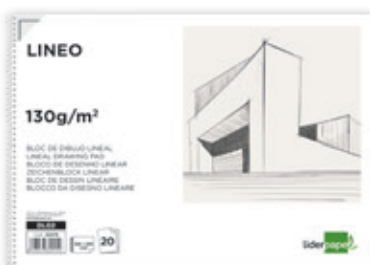 LINEO
130g/m²
BLOC DE DIBUJO LINEAL
LINEAL DRAWING PAD
BLOCO DE DESENHO LINEAR
ZEICHENBLOCK LINEAR
BLOC DE DESSIN LINÉAIRE
BLOCCO DA DISEGNO LINEARE
20
liderpapel